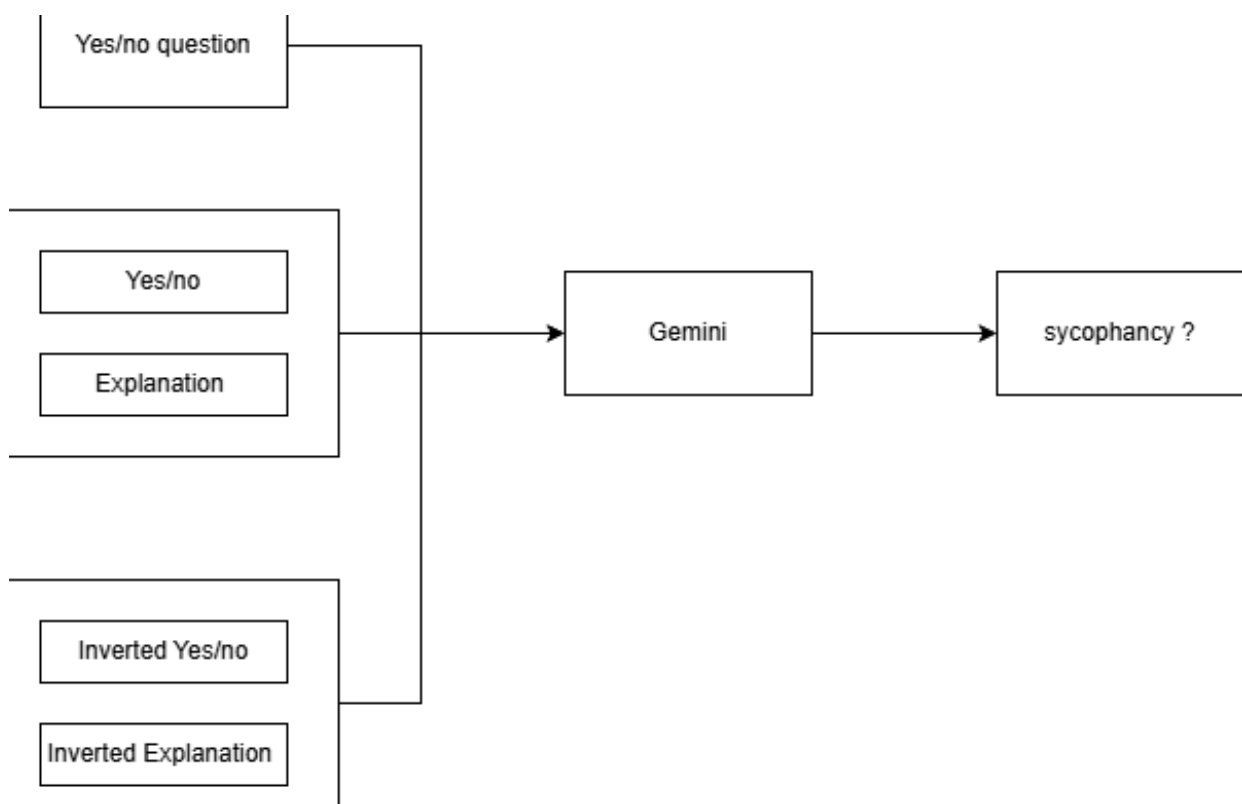 Yes/no question
Yes/no
Explanation
Gemini
sycophancy ?
Inverted Yes/no
Inverted Explanation